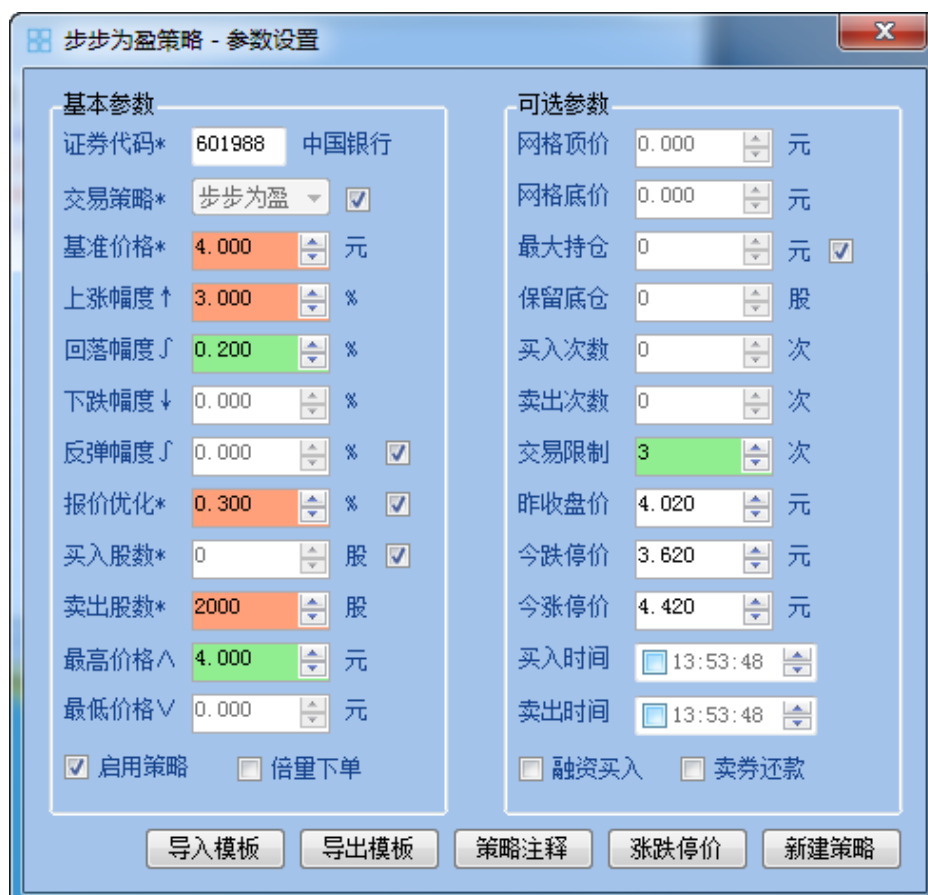 步步为盈策略 - 参数设置
基本参数
证券代码* 601988 中国银行
交易策略* 步步为盈
基准价格* 4.000 元
上涨幅度↑ 3.000 %
回落幅度∫ 0.200 %
下跌幅度↓ 0.000 %
反弹幅度∫ 0.000 %
报价优化* 0.300 %
买入股数* 0 股
卖出股数* 2000 股
最高价格∧ 4.000 元
最低价格∨ 0.000 元
启用策略 倍量下单
可选参数
网格顶价 0.000 元
网格底价 0.000 元
最大持仓 0 元
保留底仓 0 股
买入次数 0 次
卖出次数 0 次
交易限制 3 次
昨收盘价 4.020 元
今跌停价 3.620 元
今涨停价 4.420 元
买入时间 13:53:48
卖出时间 13:53:48
融资买入 卖券还款
导入模板 导出模板 策略注释 涨跌停价 新建策略